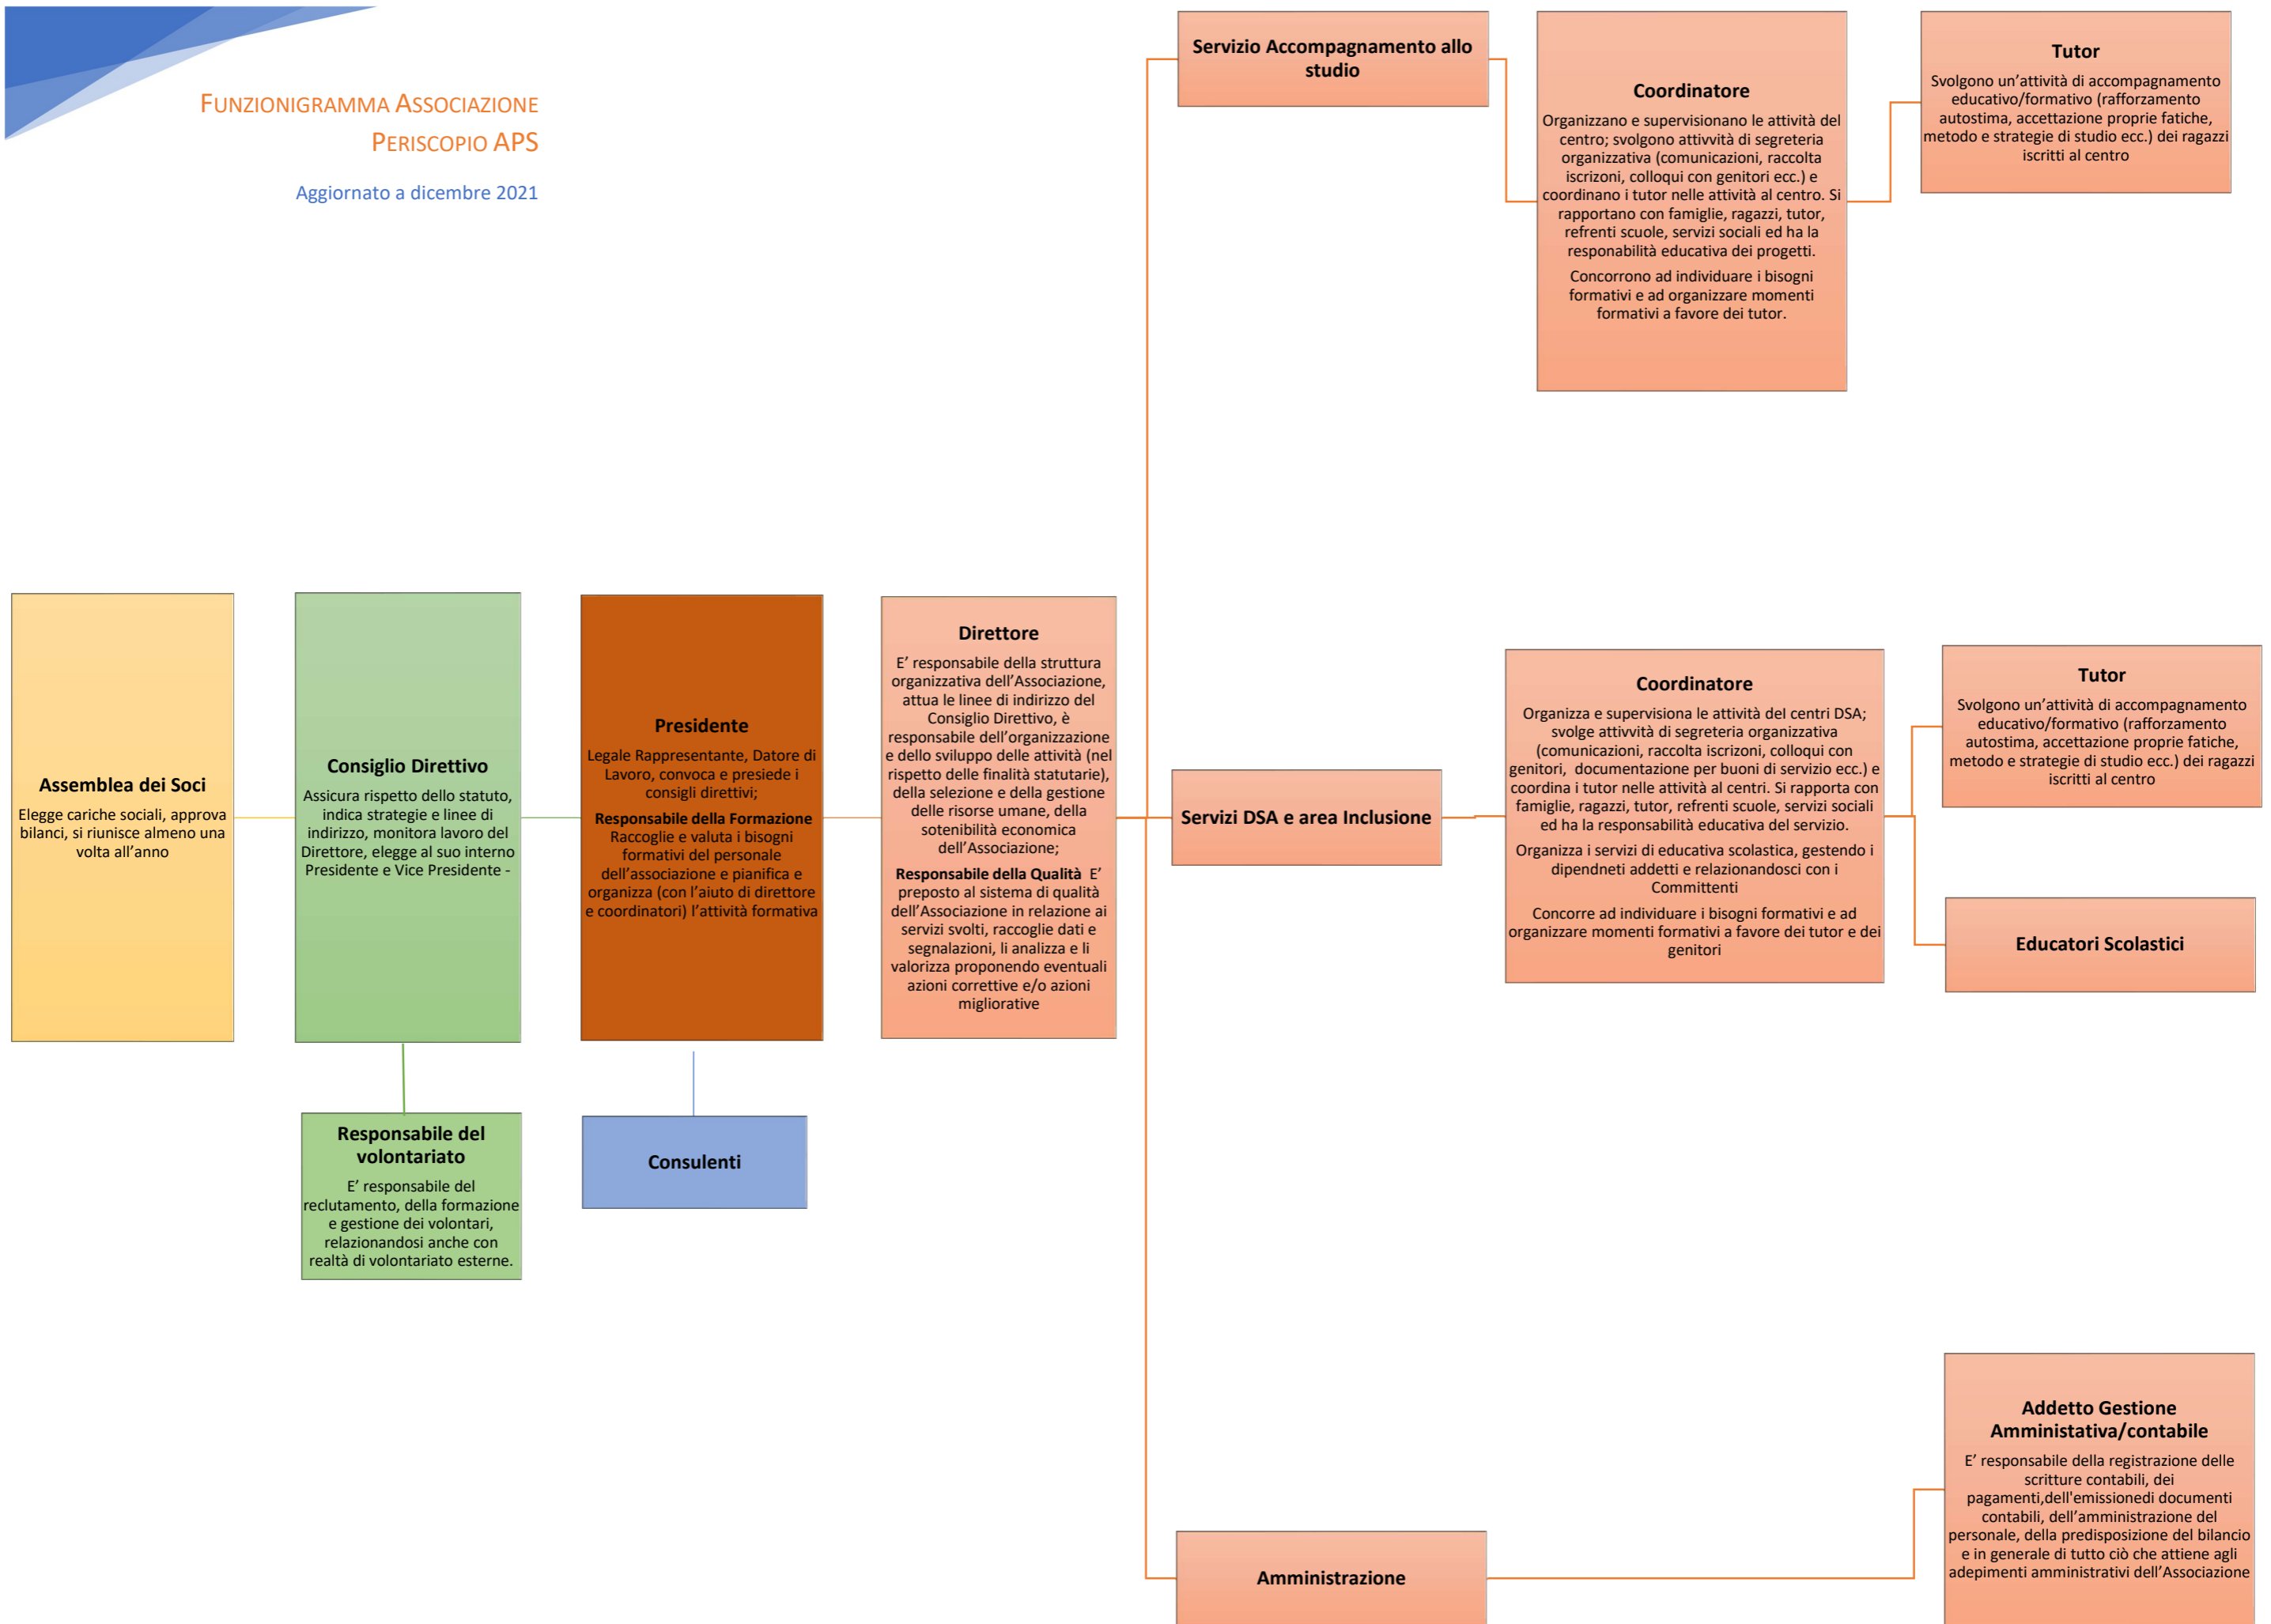 FUNZIONIGRAMMA ASSOCIAZIONE
PERISCOPIO APS
Aggiornato a dicembre 2021
Assemblea dei Soci
Elegge cariche sociali, approva
bilanci, si riunisce almeno una
volta all'anno
Consiglio Direttivo
Assicura rispetto dello statuto,
indica strategie e linee di
indirizzo, monitora lavoro del
Direttore, elegge al suo interno
Presidente e Vice Presidente -
Responsabile del
volontariato
E' responsabile del
reclutamento, della formazione
e gestione dei volontari,
relazionandosi anche con
realtà di volontariato esterne.
Presidente
Legale Rappresentante, Datore di
Lavoro, convoca e presiede i
consigli direttivi;
Responsabile della Formazione
Raccoglie e valuta i bisogni
formativi del personale
dell'associazione e pianifica e
organizza (con l'aiuto di direttore
e coordinatori) l'attività formativa
Consulenti
Direttore
E' responsabile della struttura
organizzativa dell'Associazione,
attua le linee di indirizzo del
Consiglio Direttivo, è
responsabile dell'organizzazione
e dello sviluppo delle attività (nel
rispetto delle finalità statutarie),
della selezione e della gestione
delle risorse umane, della
sotenibilità economica
dell'Associazione;
Responsabile della Qualità E'
preposto al sistema di qualità
dell'Associazione in relazione ai
servizi svolti, raccoglie dati e
segnalazioni, li analizza e li
valorizza proponendo eventuali
azioni correttive e/o azioni
migliorative
Servizio Accompagnamento allo
studio
Coordinatore
Organizzano e supervisionano le attività del
centro; svolgono attivvità di segreteria
organizzativa (comunicazioni, raccolta
iscrizoni, colloqui con genitori ecc.) e
coordinano i tutor nelle attività al centro. Si
rapportano con famiglie, ragazzi, tutor,
refrenti scuole, servizi sociali ed ha la
responabilità educativa dei progetti.
Concorrono ad individuare i bisogni
formativi e ad organizzare momenti
formativi a favore dei tutor.
Tutor
Svolgono un'attività di accompagnamento
educativo/formativo (rafforzamento
autostima, accettazione proprie fatiche,
metodo e strategie di studio ecc.) dei ragazzi
iscritti al centro
Servizi DSA e area Inclusione
Coordinatore
Organizza e supervisiona le attività del centri DSA;
svolge attivvità di segreteria organizzativa
(comunicazioni, raccolta iscrizoni, colloqui con
genitori, documentazione per buoni di servizio ecc.) e
coordina i tutor nelle attività al centri. Si rapporta con
famiglie, ragazzi, tutor, refrenti scuole, servizi sociali
ed ha la responsabilità educativa del servizio.
Organizza i servizi di educativa scolastica, gestendo i
dipendneti addetti e relazionandosci con i
Committenti
Concorre ad individuare i bisogni formativi e ad
organizzare momenti formativi a favore dei tutor e dei
genitori
Tutor
Svolgono un'attività di accompagnamento
educativo/formativo (rafforzamento
autostima, accettazione proprie fatiche,
metodo e strategie di studio ecc.) dei ragazzi
iscritti al centro
Educatori Scolastici
Amministrazione
Addetto Gestione
Amministativa/contabile
E' responsabile della registrazione delle
scritture contabili, dei
pagamenti,dell'emissionedi documenti
contabili, dell'amministrazione del
personale, della predisposizione del bilancio
e in generale di tutto ciò che attiene agli
adepimenti amministrativi dell'Associazione